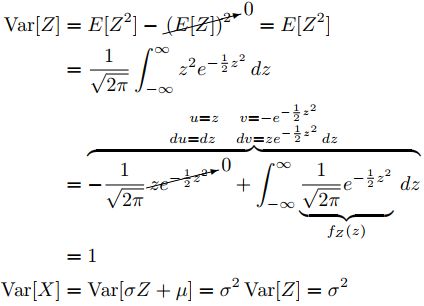 Var[Z] = E[Z²] − (E[Z])² 0 = E[Z²]
= 1/√2π ∫_{−∞}^{∞} z² e^{−½z²} dz
u=z v=−e^{−½z²}
du=dz dv=ze^{−½z²} dz
= − 1/√2π ze^{−½z²} 0 + ∫_{−∞}^{∞} 1/√2π e^{−½z²} dz
f_Z(z)
= 1
Var[X] = Var[σZ + μ] = σ² Var[Z] = σ²